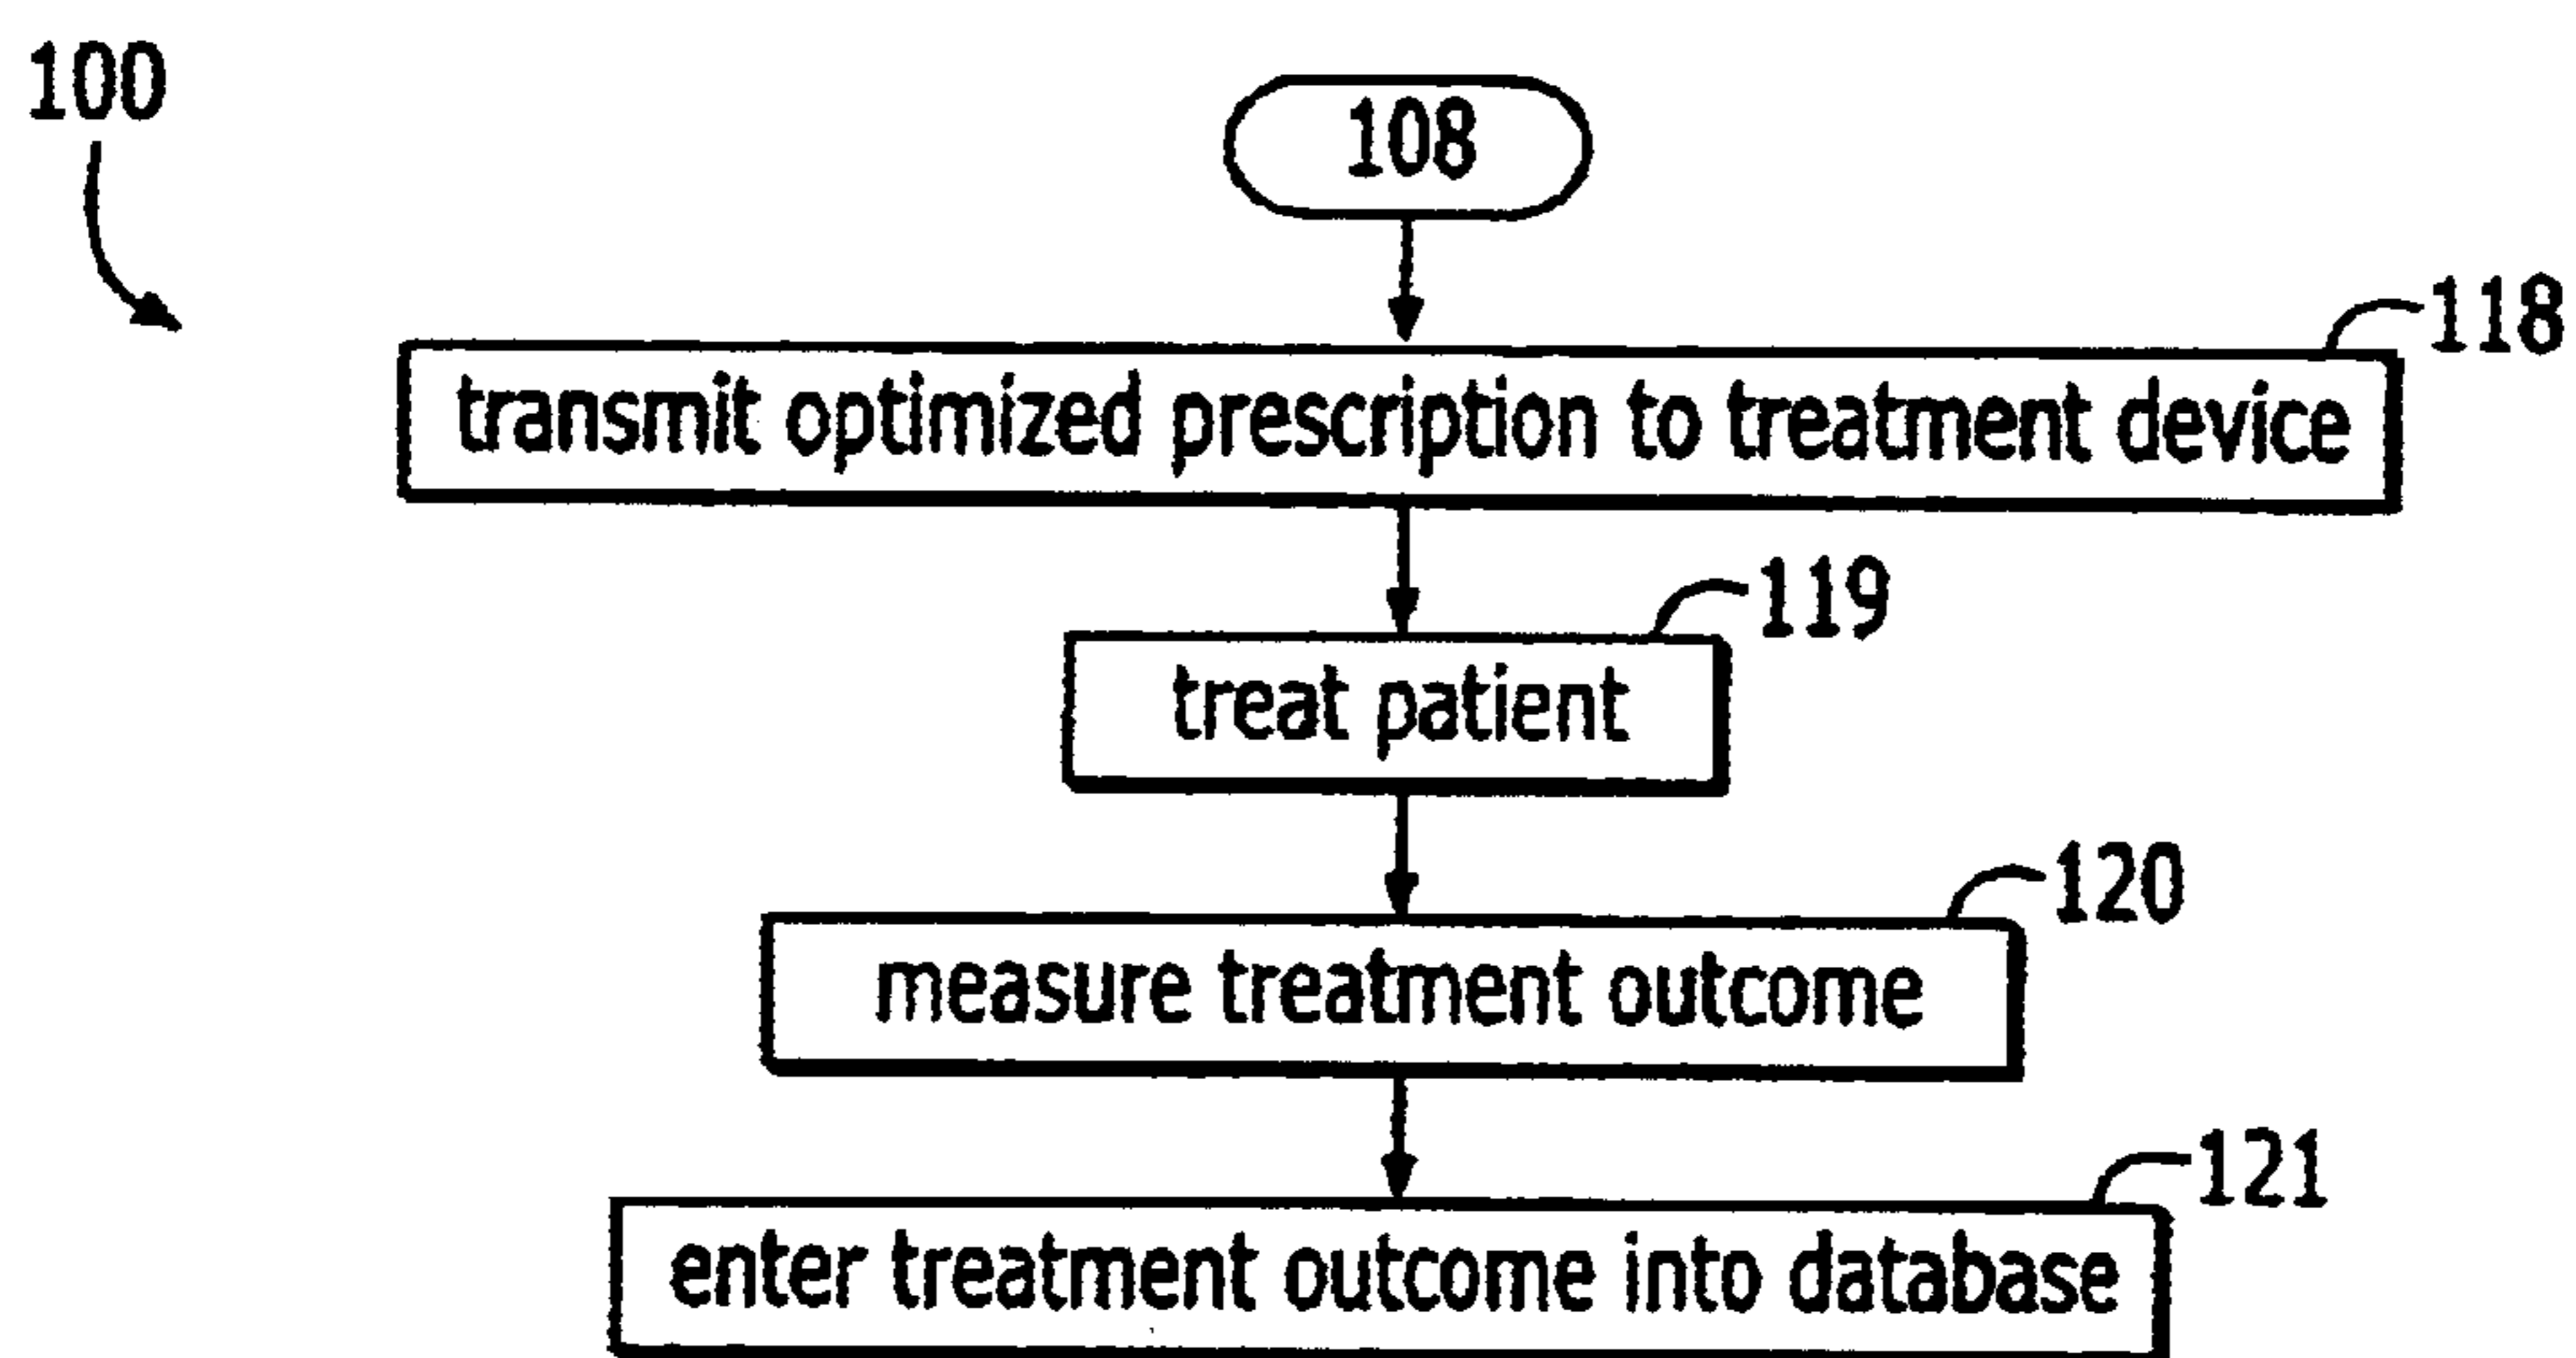 100
108
118
transmit optimized prescription to treatment device
119
treat patient
120
measure treatment outcome
121
enter treatment outcome into database